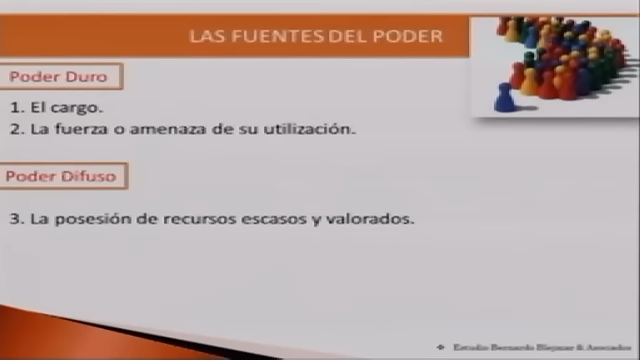 LAS FUENTES DEL PODER
Poder Duro
1. El cargo.
2. La fuerza o amenaza de su utilización.
Poder Difuso
3. La posesión de recursos escasos y valorados.
Estudio Bernardo Blejmar & Asociados